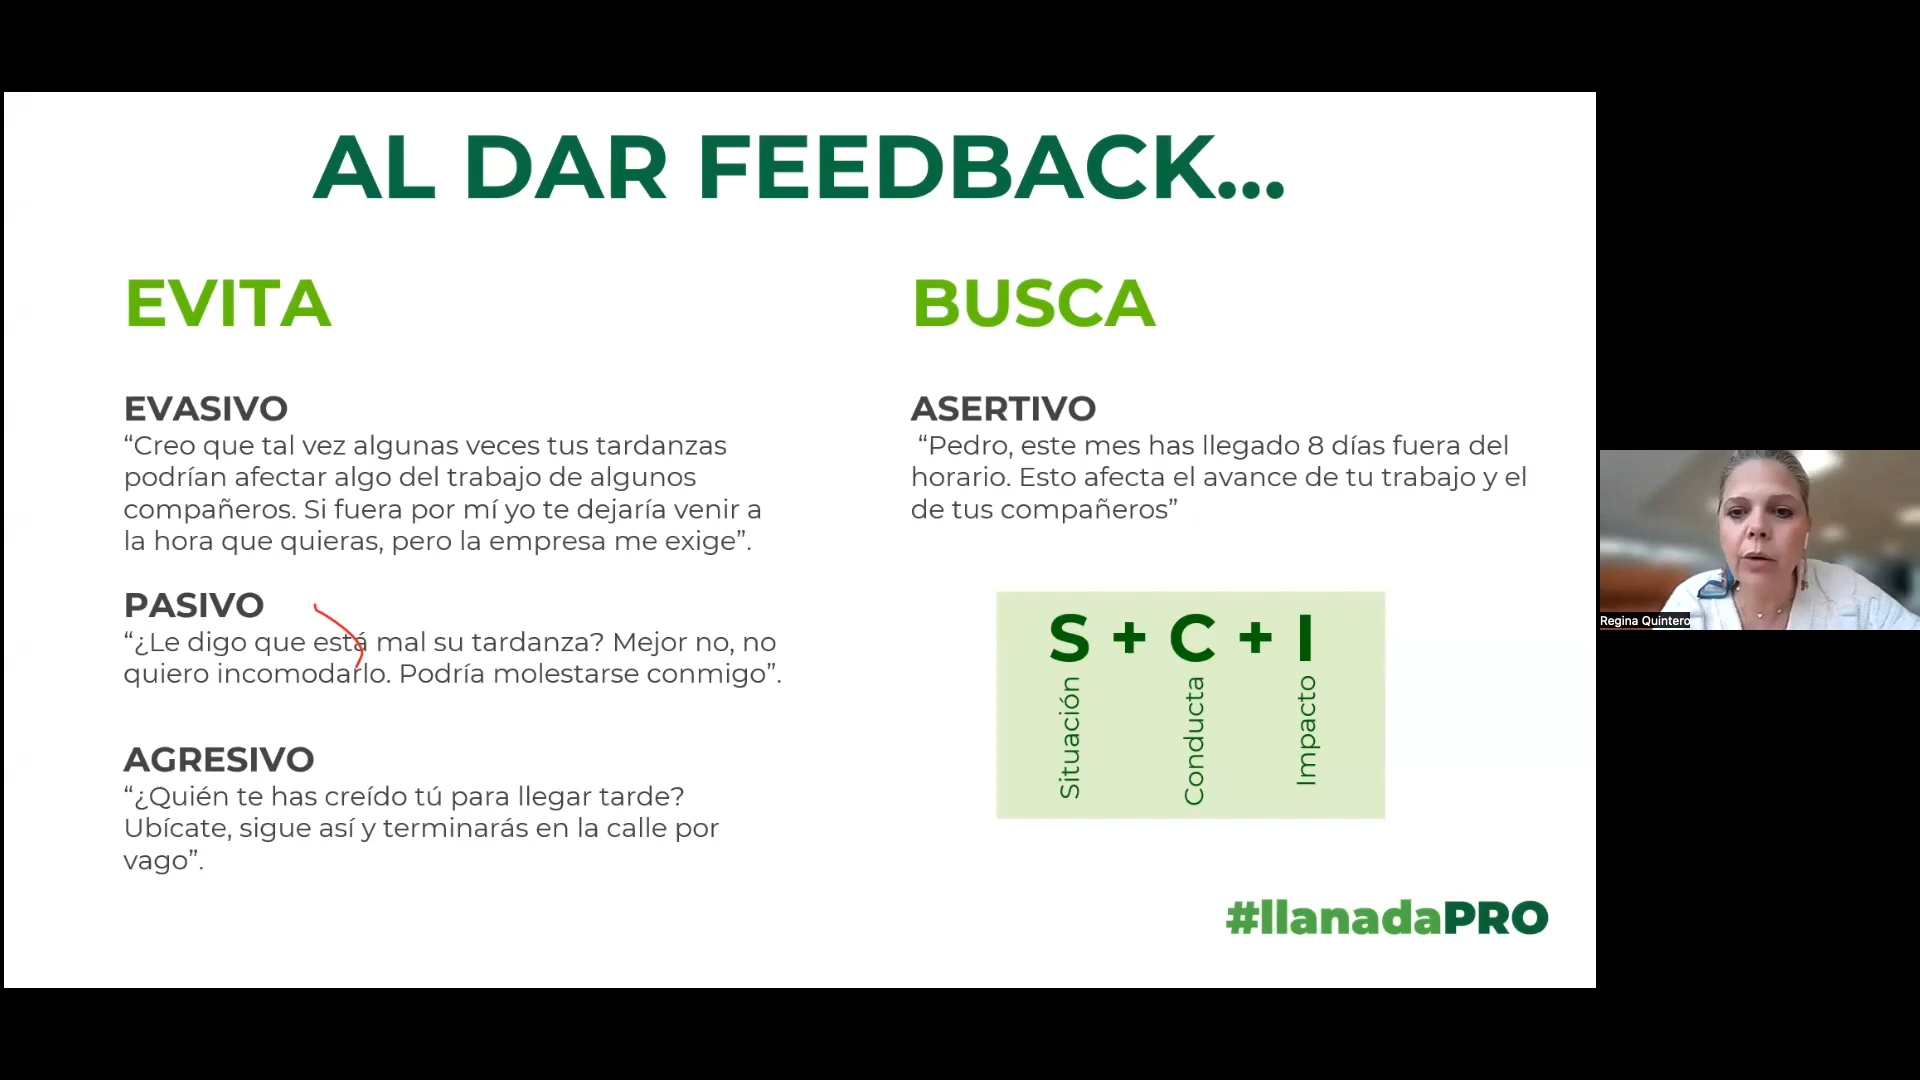 AL DAR FEEDBACK...
EVITA
EVASIVO
“Creo que tal vez algunas veces tus tardanzas
podrían afectar algo del trabajo de algunos
compañeros. Si fuera por mí yo te dejaría venir a
la hora que quieras, pero la empresa me exige”.
PASIVO
“¿Le digo que está mal su tardanza? Mejor no, no
quiero incomodarlo. Podría molestarse conmigo”.
AGRESIVO
“¿Quién te has creído tú para llegar tarde?
Ubícate, sigue así y terminarás en la calle por
vago”.
BUSCA
ASERTIVO
“Pedro, este mes has llegado 8 días fuera del
horario. Esto afecta el avance de tu trabajo y el
de tus compañeros”
S + C + I
Situación
Conducta
Impacto
#llanadaPRO
Regina Quintero